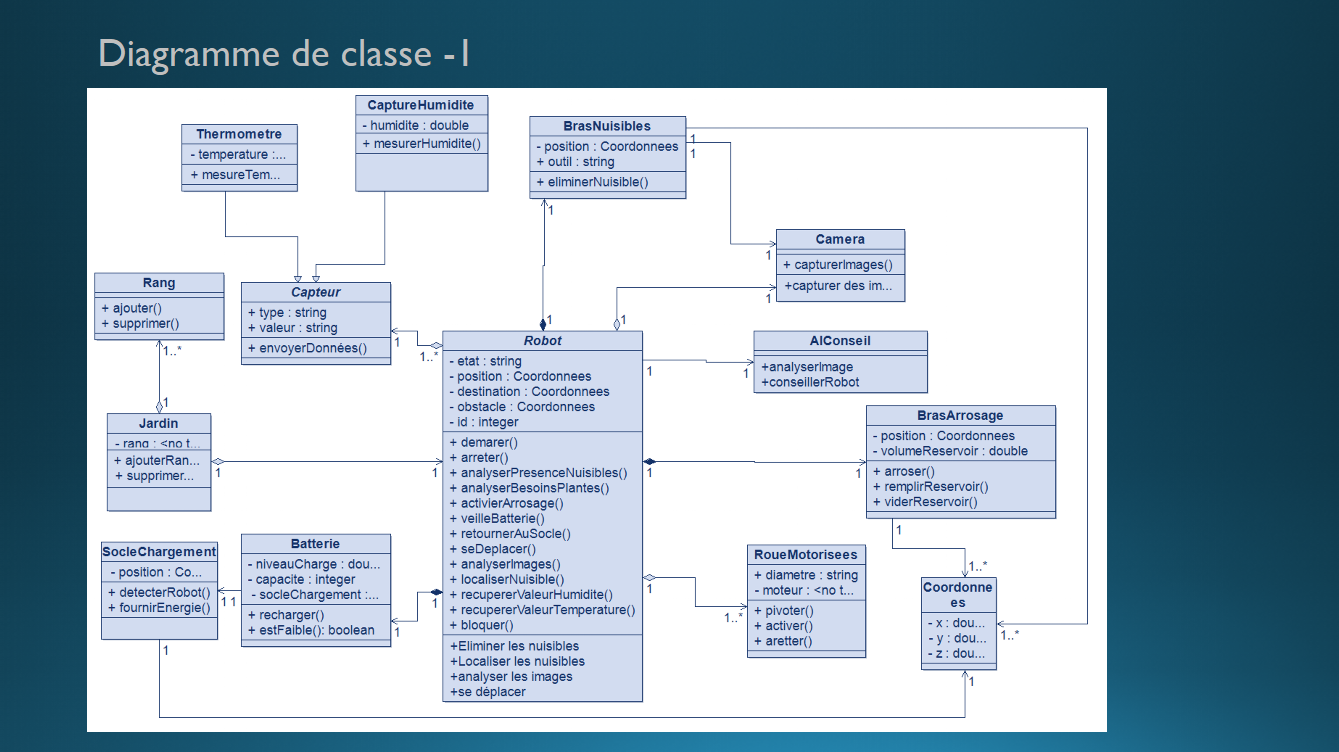 Diagramme de classe -1
CaptureHumidite
- humidite : double
+ mesurerHumidite()
Thermometre
- temperature :...
+ mesureTem...
BrasNuisibles
- position : Coordonnees
+ outil : string
+ eliminerNuisible()
1
1
1
Camera
+ capturerImages()
+capturer des im...
1
1
Rang
+ ajouter()
+ supprimer()
1..*
Capteur
+ type : string
+ valeur : string
+ envoyerDonnées()
1
1..*
1
1
Robot
- etat : string
- position : Coordonnees
- destination : Coordonnees
- obstacle : Coordonnees
- id : integer
+ demarer()
+ arreter()
+ analyserPresenceNuisibles()
+ analyserBesoinsPlantes()
+ activierArrosage()
+ veilleBatterie()
+ retournerAuSocle()
+ seDeplacer()
+ analyserImages()
+ localiserNuisible()
+ recupererValeurHumidite()
+ recupererValeurTemperature()
+ bloquer()
+Eliminer les nuisibles
+Localiser les nuisibles
+analyser les images
+se déplacer
AIConseil
+analyserImage
+conseillerRobot
1
1
1
Jardin
- rang : <no t...
+ ajouterRan...
+ supprimer...
1
1
BrasArrosage
- position : Coordonnees
- volumeReservoir : double
+ arroser()
+ remplirReservoir()
+ viderReservoir()
1
1
1
1..*
SocleChargement
- position : Co...
+ detecterRobot()
+ fournirEnergie()
1 1
1
Batterie
- niveauCharge : dou...
- capacite : integer
- socleChargement :...
+ recharger()
+ estFaible(): boolean
1
1
RoueMotorisees
+ diametre : string
- moteur : <no t...
+ pivoter()
+ activer()
+ aretter()
1
1..*
Coordonne
es
- x : dou...
- y : dou...
- z : dou...
1..*
1